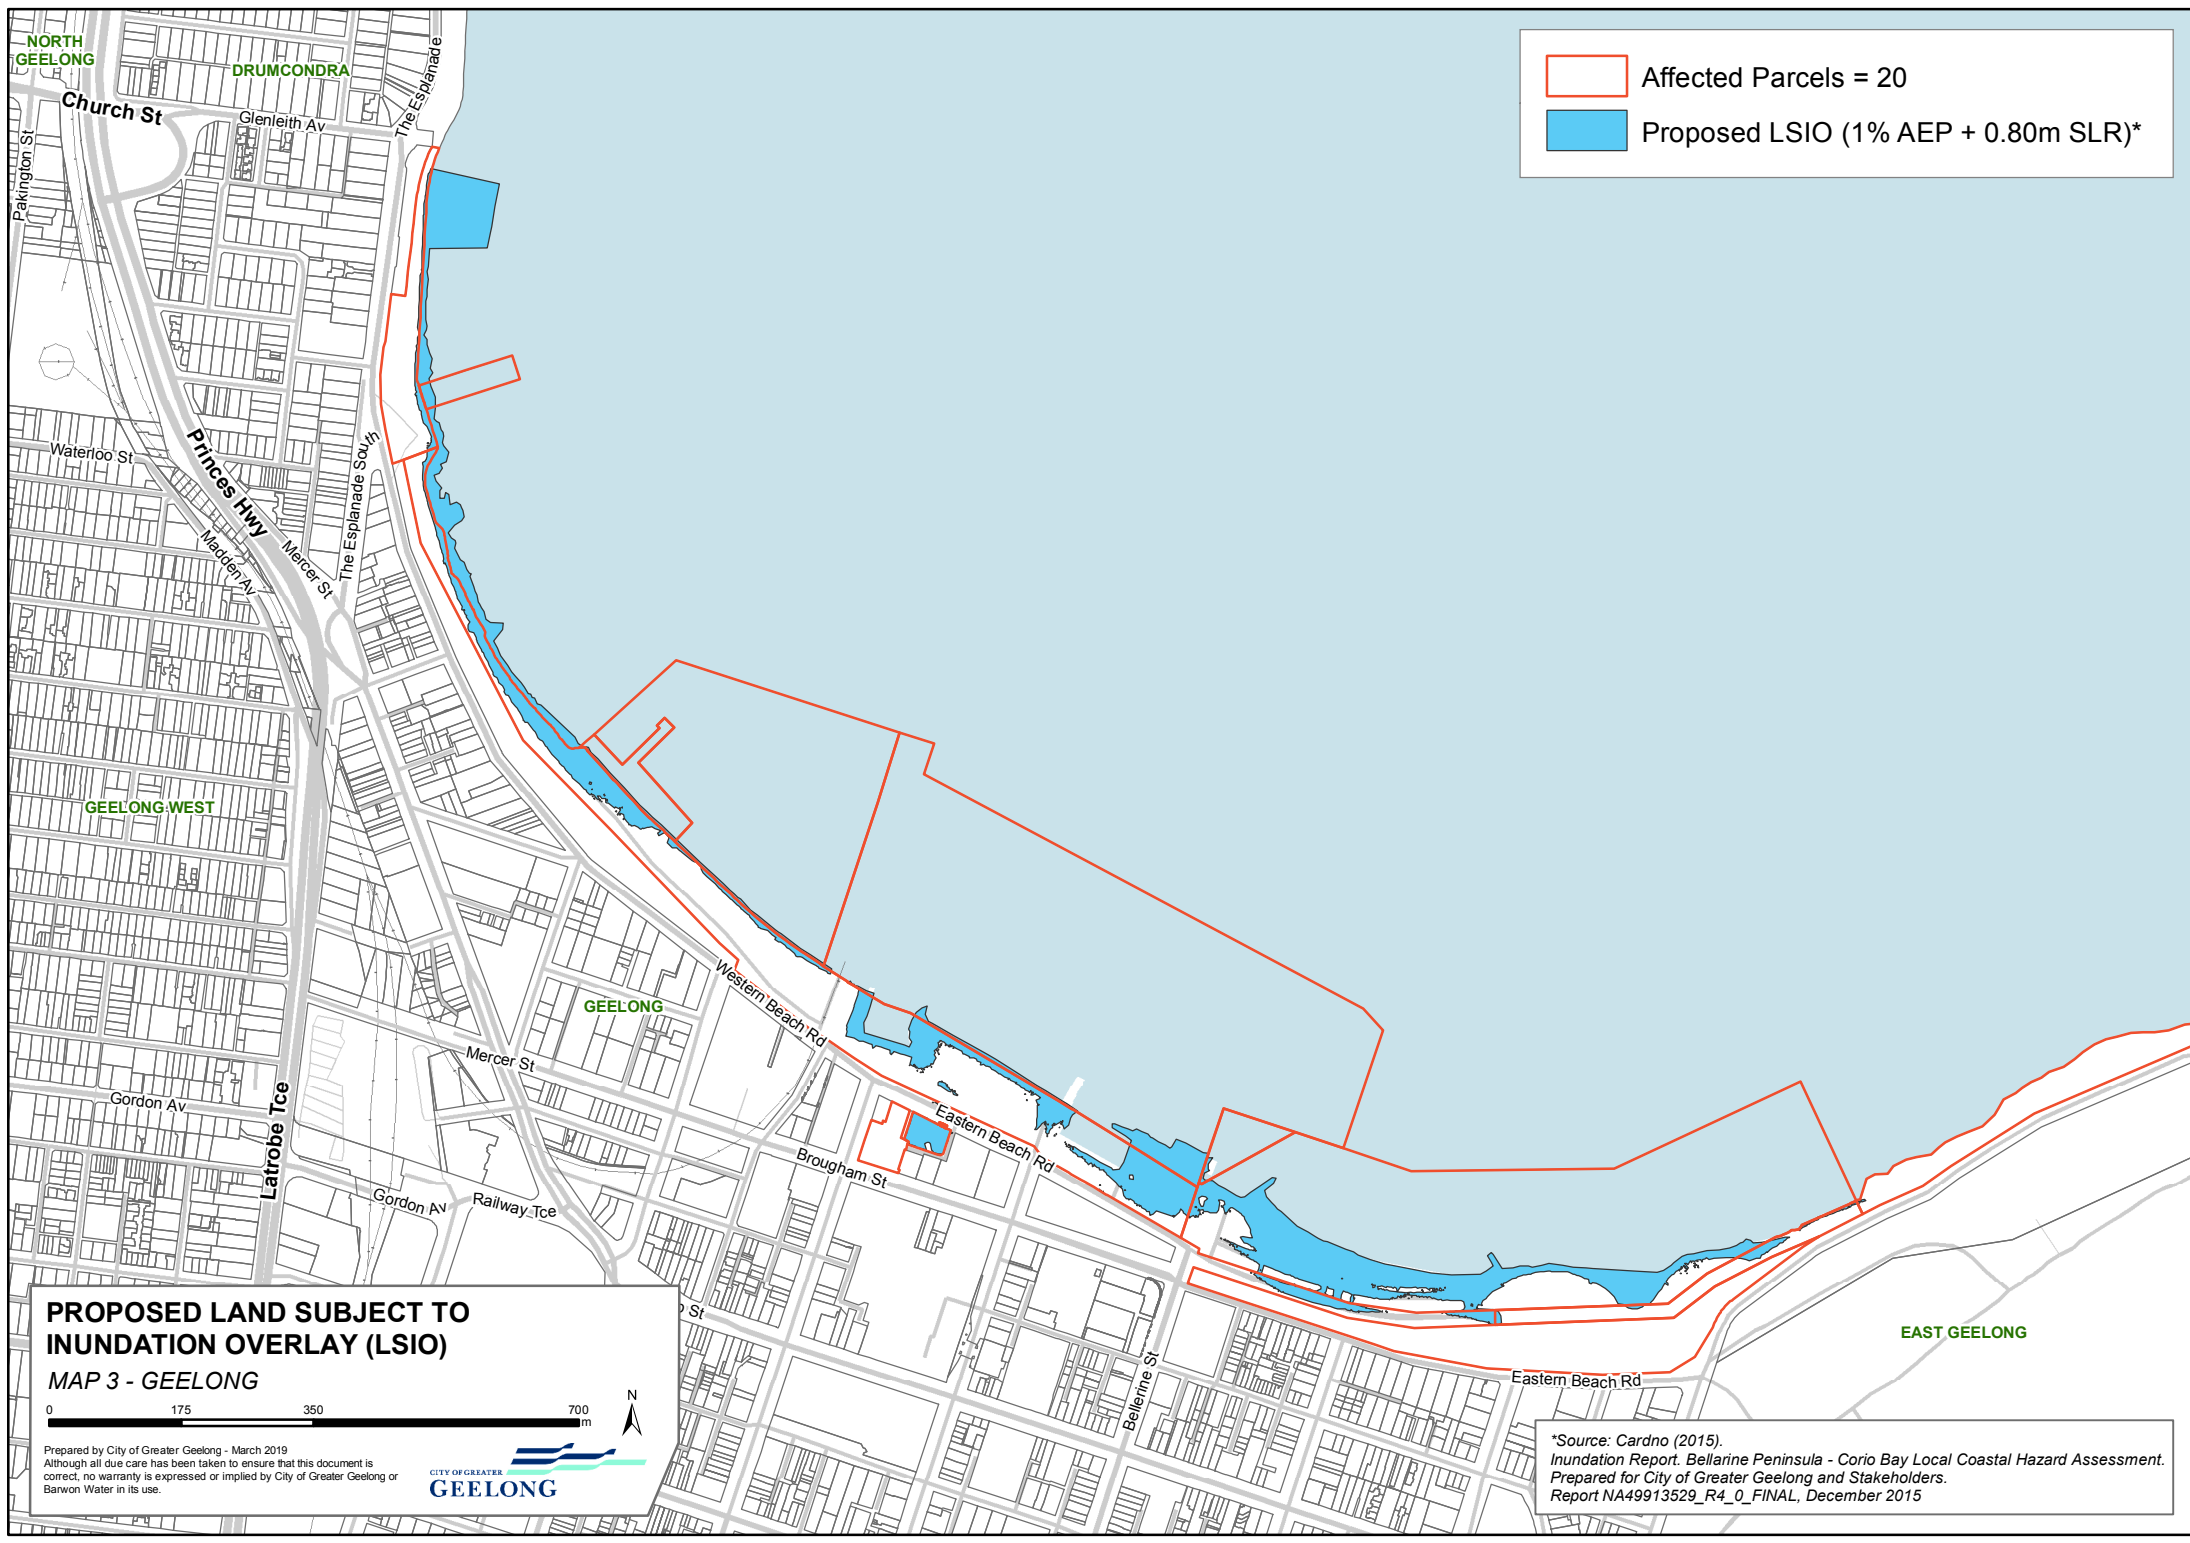 NORTH
GEELONG
DRUMCONDRA
The Esplanade
Church St
Glenleith Av
Pakington St
Affected Parcels = 20
Proposed LSIO (1% AEP + 0.80m SLR)*
Waterloo St
Princes Hwy
The Esplanade South
Madden Av
Mercer St
GEELONG WEST
GEELONG
Western Beach Rd
Mercer St
Gordon Av
Latrobe Tce
Eastern Beach Rd
Brougham St
Gordon Av
Railway Tce
St
Bellerine St
Eastern Beach Rd
EAST GEELONG
PROPOSED LAND SUBJECT TO
INUNDATION OVERLAY (LSIO)
MAP 3 - GEELONG
0 175 350 700
m
N
Prepared by City of Greater Geelong - March 2019
Although all due care has been taken to ensure that this document is
correct, no warranty is expressed or implied by City of Greater Geelong or
Barwon Water in its use.
CITY OF GREATER
GEELONG
*Source: Cardno (2015).
Inundation Report. Bellarine Peninsula - Corio Bay Local Coastal Hazard Assessment.
Prepared for City of Greater Geelong and Stakeholders.
Report NA49913529_R4_0_FINAL, December 2015